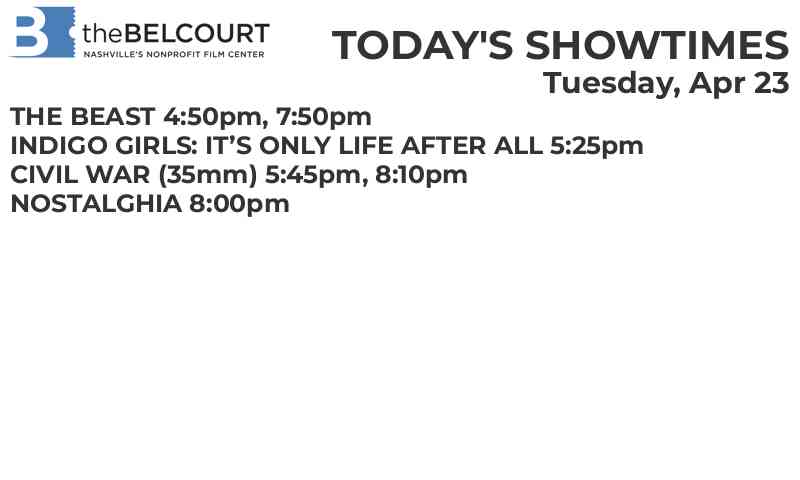 B theBELCOURT
NASHVILLE'S NONPROFIT FILM CENTER
TODAY'S SHOWTIMES
Tuesday, Apr 23
THE BEAST 4:50pm, 7:50pm
INDIGO GIRLS: IT’S ONLY LIFE AFTER ALL 5:25pm
CIVIL WAR (35mm) 5:45pm, 8:10pm
NOSTALGHIA 8:00pm